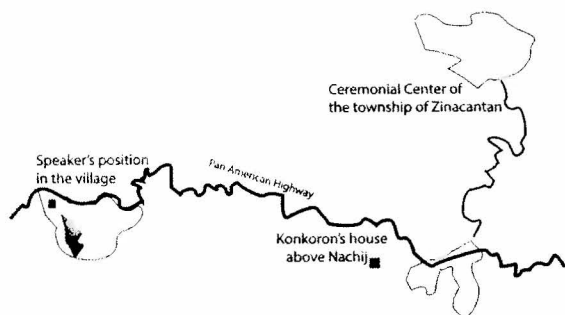 Ceremonial Center of
the township of Zinacantan
Speaker's position
in the village
Pan American Highway
Konkoron's house
above Nachij